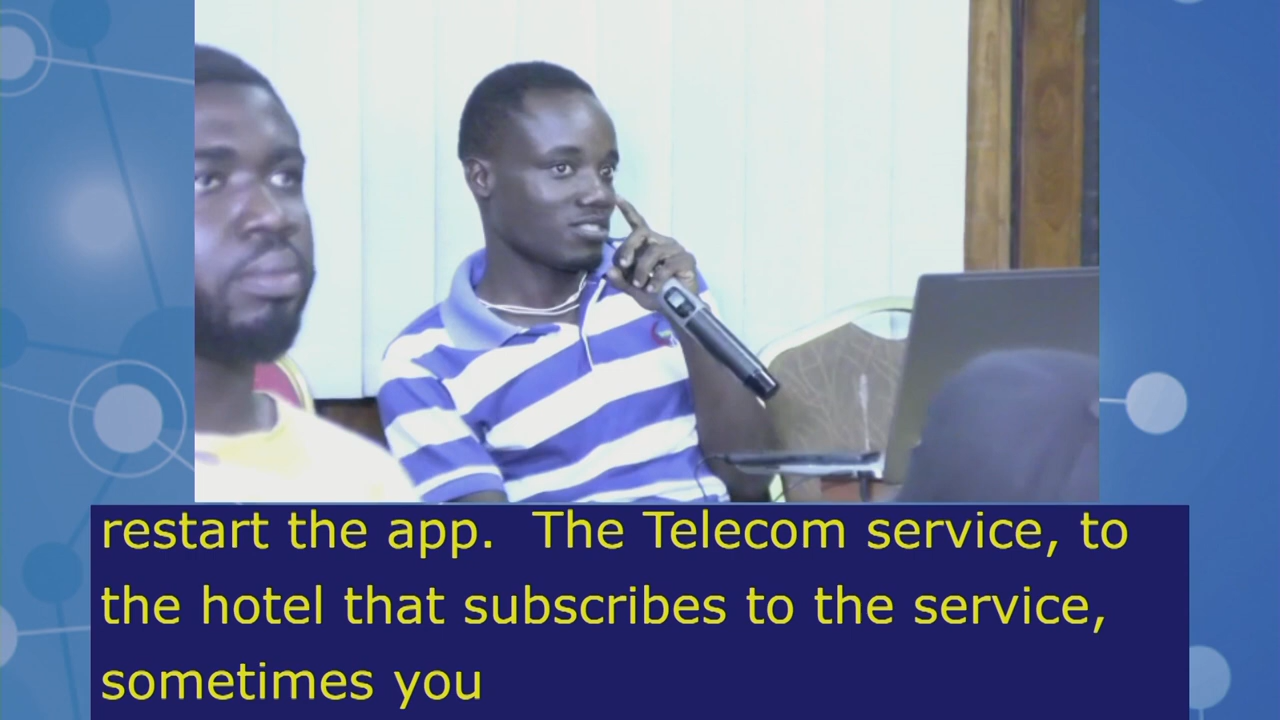 restart the app.  The Telecom service, to
the hotel that subscribes to the service,
sometimes you